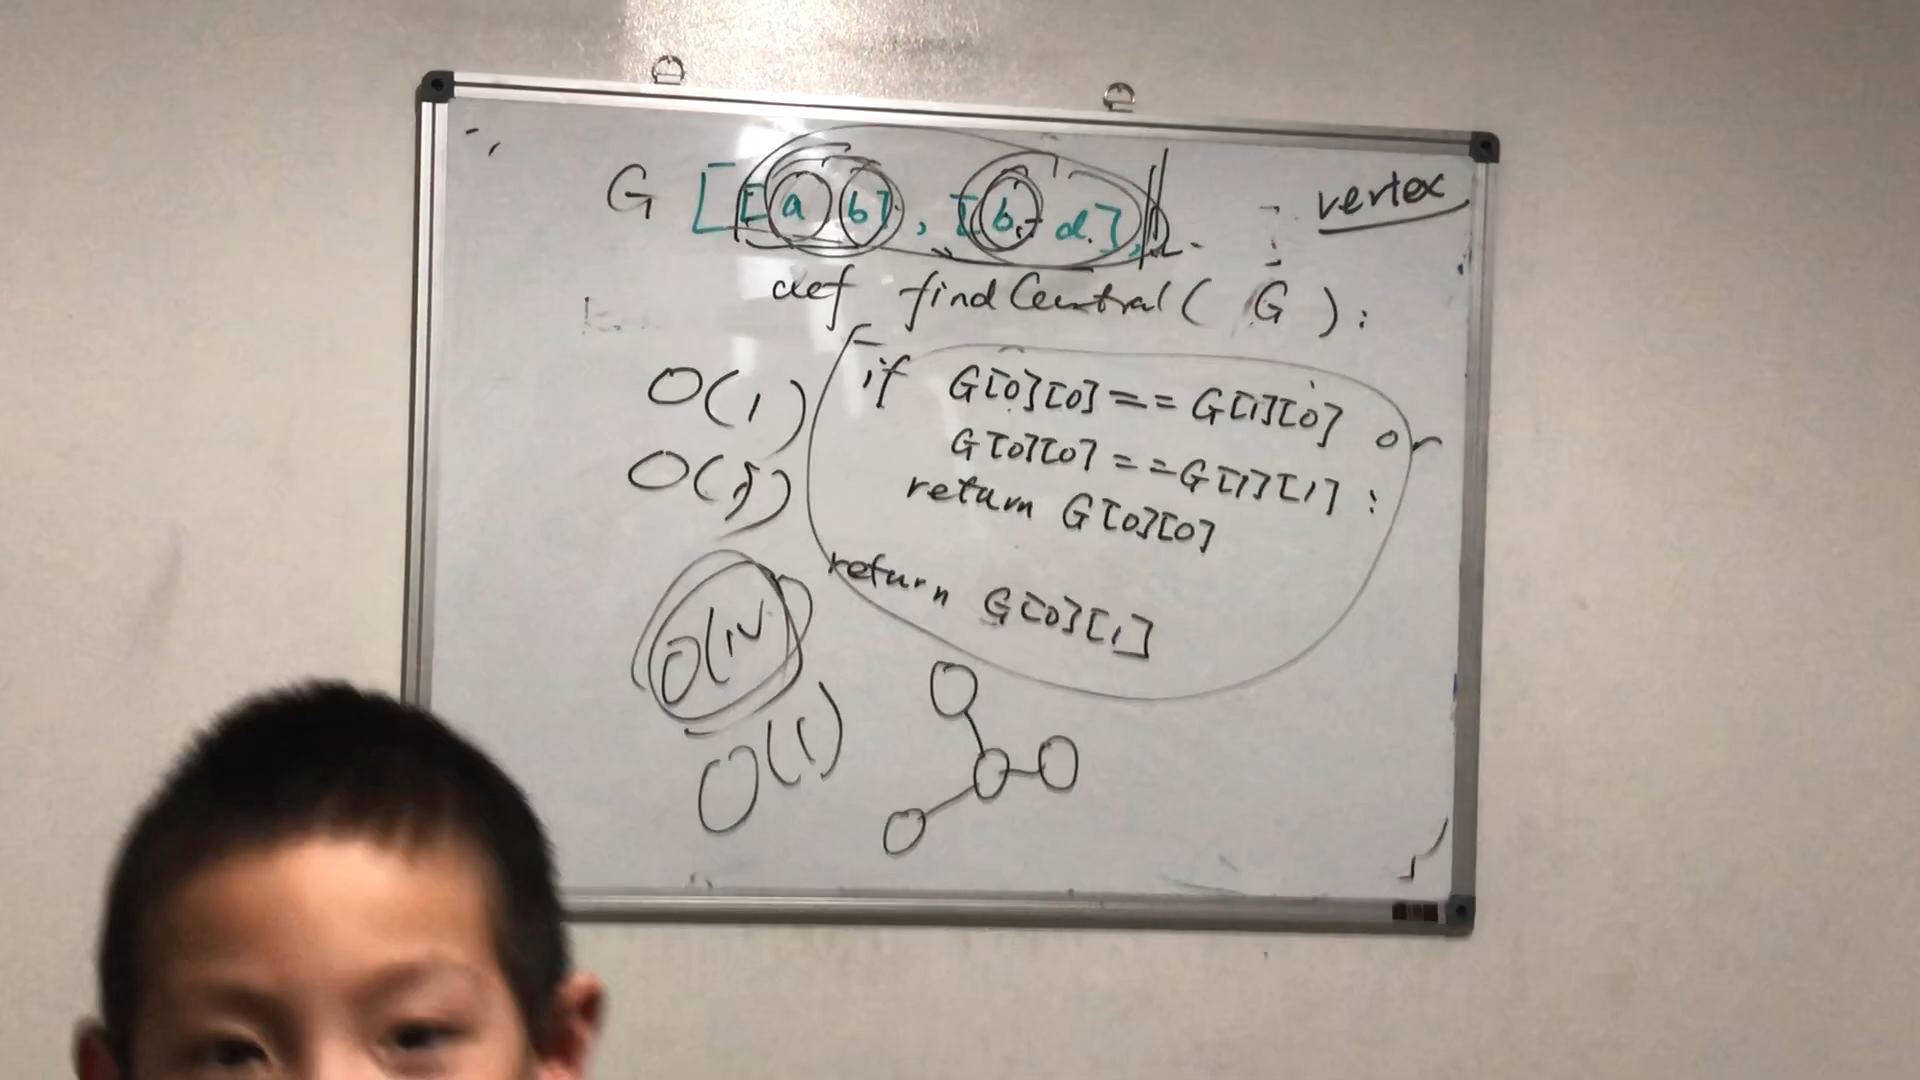 G [[a b], [b, d],
vertex
def findCentral( G ):
if G[0][0] == G[1][0] or
G[0][0] == G[1][1] :
return G[0][0]
return G[0][1]
O(1)
O(1)